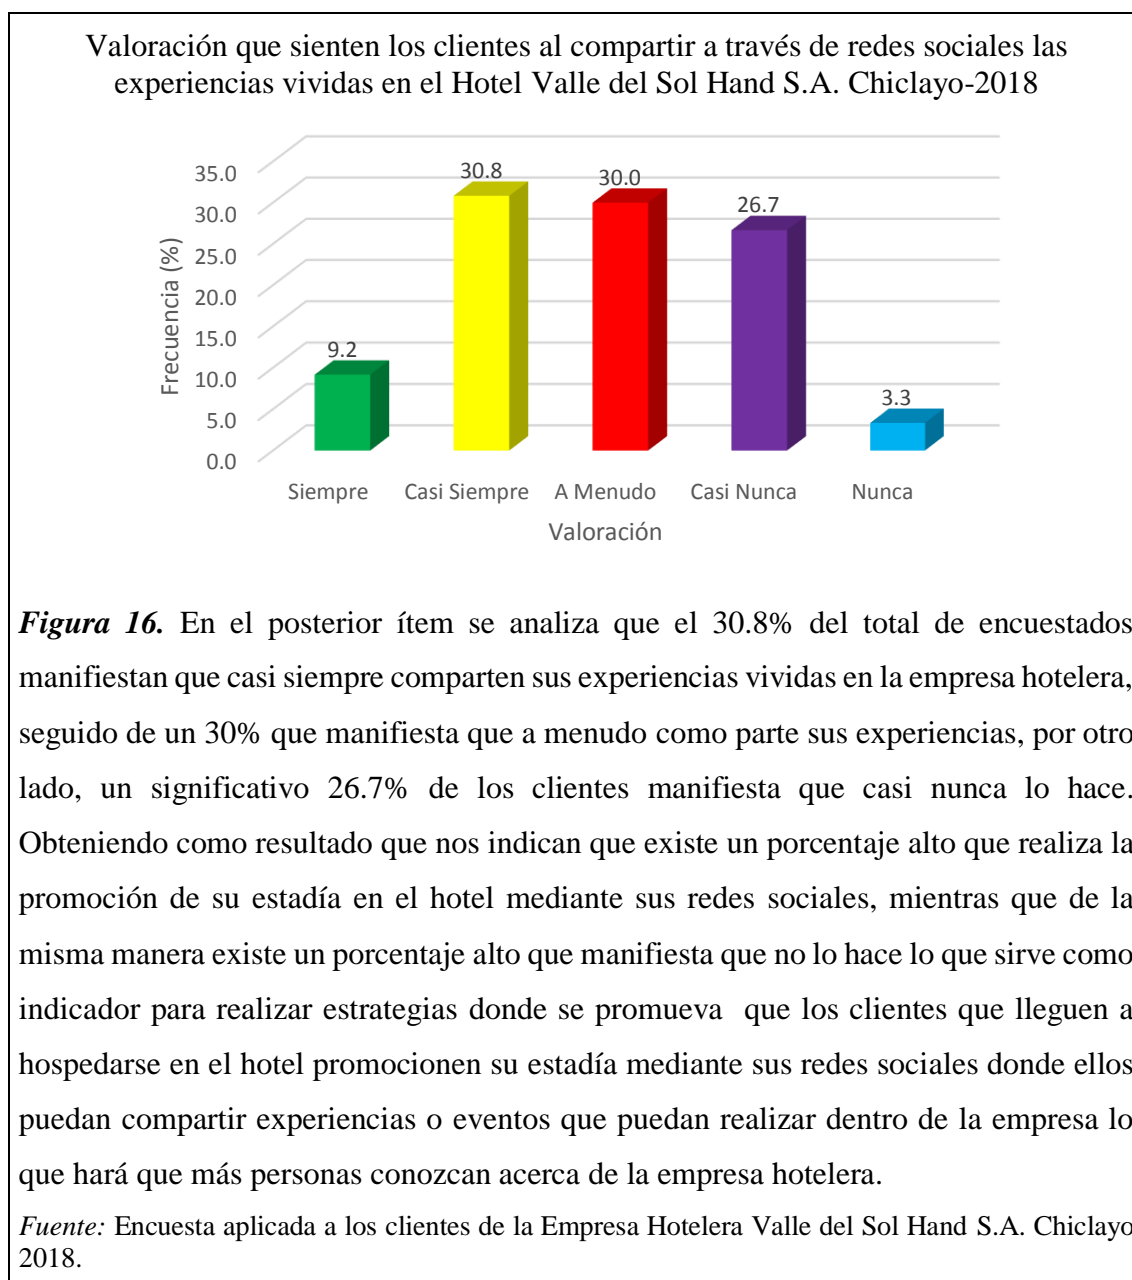 Valoración que sienten los clientes al compartir a través de redes sociales las
experiencias vividas en el Hotel Valle del Sol Hand S.A. Chiclayo-2018
35.0
30.0
25.0
20.0
15.0
10.0
5.0
0.0
Frecuencia (%)
9.2
30.8
30.0
26.7
3.3
Siempre
Casi Siempre
A Menudo
Casi Nunca
Nunca
Valoración
Figura 16. En el posterior ítem se analiza que el 30.8% del total de encuestados
manifiestan que casi siempre comparten sus experiencias vividas en la empresa hotelera,
seguido de un 30% que manifiesta que a menudo como parte sus experiencias, por otro
lado, un significativo 26.7% de los clientes manifiesta que casi nunca lo hace.
Obteniendo como resultado que nos indican que existe un porcentaje alto que realiza la
promoción de su estadía en el hotel mediante sus redes sociales, mientras que de la
misma manera existe un porcentaje alto que manifiesta que no lo hace lo que sirve como
indicador para realizar estrategias donde se promueva que los clientes que lleguen a
hospedarse en el hotel promocionen su estadía mediante sus redes sociales donde ellos
puedan compartir experiencias o eventos que puedan realizar dentro de la empresa lo
que hará que más personas conozcan acerca de la empresa hotelera.
Fuente: Encuesta aplicada a los clientes de la Empresa Hotelera Valle del Sol Hand S.A. Chiclayo
2018.